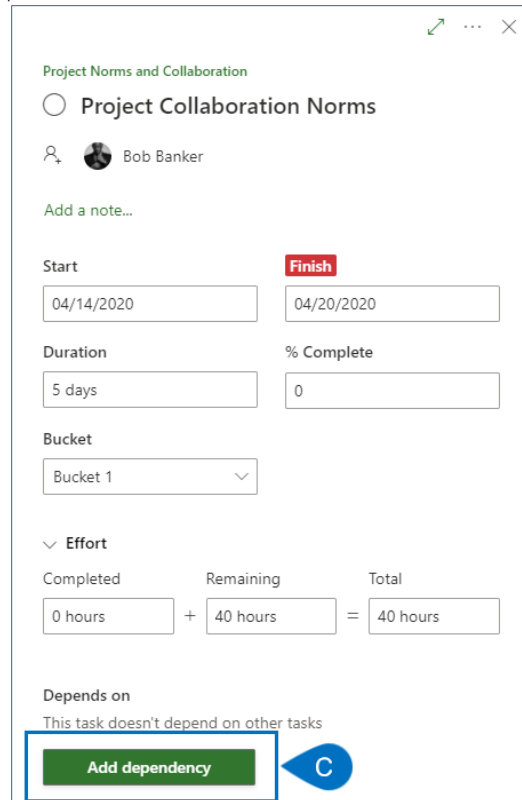 Project Norms and Collaboration
Project Collaboration Norms
Bob Banker
Add a note...
Start Finish
04/14/2020 04/20/2020
Duration % Complete
5 days 0
Bucket
Bucket 1
Effort
Completed Remaining Total
0 hours + 40 hours = 40 hours
Depends on
This task doesn't depend on other tasks
Add dependency C